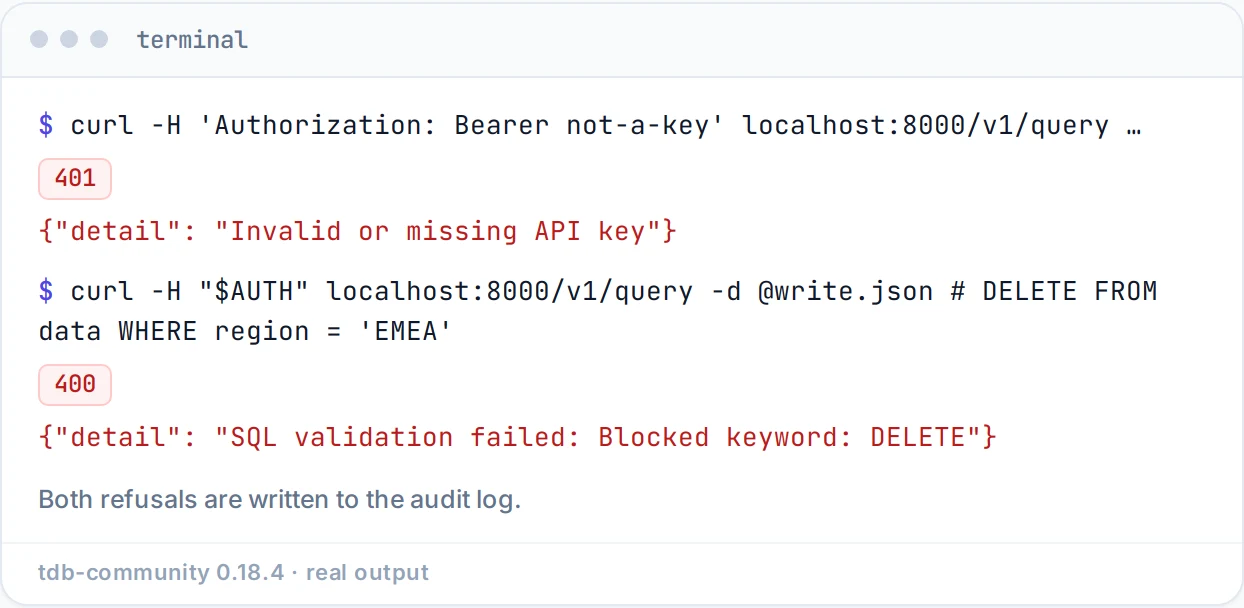 terminal
$ curl -H 'Authorization: Bearer not-a-key' localhost:8000/v1/query …
401
{"detail": "Invalid or missing API key"}
$ curl -H "$AUTH" localhost:8000/v1/query -d @write.json # DELETE FROM
data WHERE region = 'EMEA'
400
{"detail": "SQL validation failed: Blocked keyword: DELETE"}
Both refusals are written to the audit log.
tdb-community 0.18.4 · real output